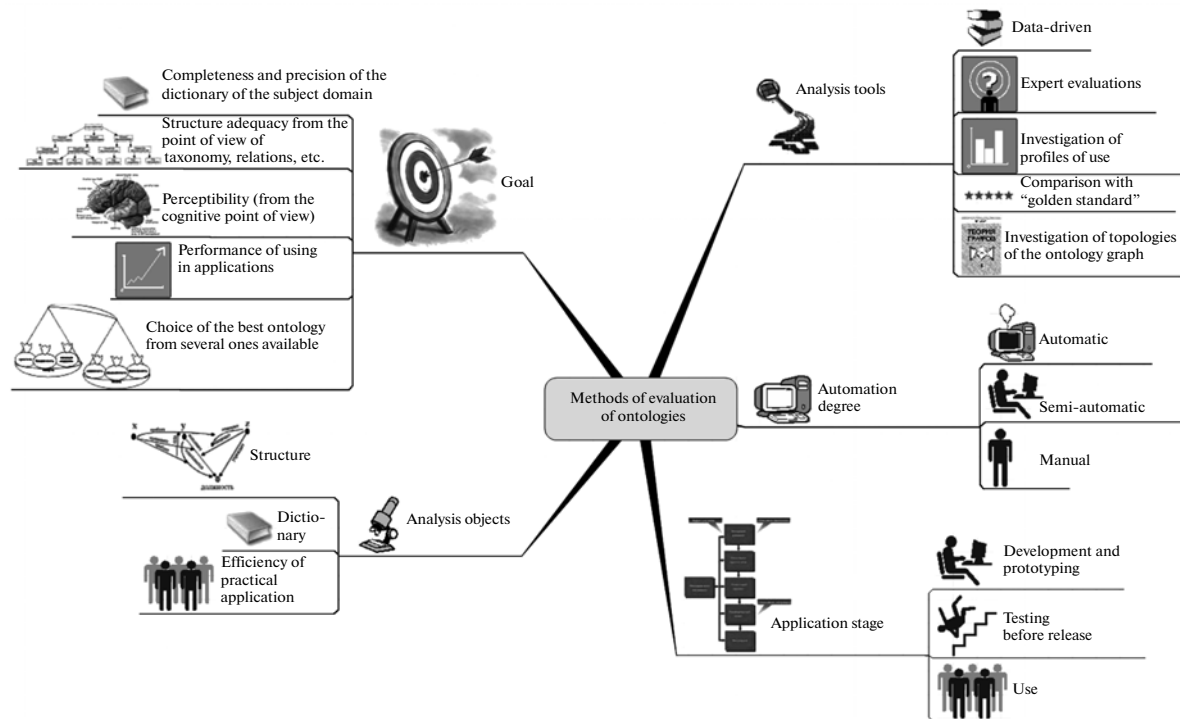 Methods of evaluation
of ontologies
Goal
Completeness and precision of the
dictionary of the subject domain
Structure adequacy from the
point of view of
taxonomy, relations, etc.
Perceptibility (from the
cognitive point of view)
Performance of using
in applications
Choice of the best ontology
from several ones available
Analysis objects
x
y
z
ДОЛЖНОСТЬ
Structure
Dictio-
nary
Efficiency of
practical
application
Analysis tools
Data-driven
Expert evaluations
?
Investigation of
profiles of use
Comparison with
“golden standard”
ТЕОРИЯ
ГРАФОВ
Investigation of topologies
of the ontology graph
Automation
degree
Automatic
Semi-automatic
Manual
Application stage
Development and
prototyping
Testing
before release
Use